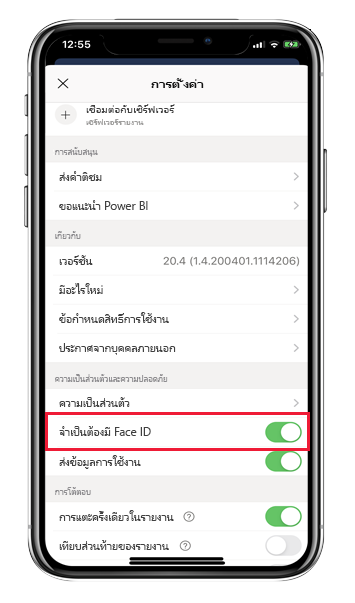 12:55
การตั้งค่า
เชื่อมต่อกับเซิร์ฟเวอร์
เซิร์ฟเวอร์รายงาน
การสนับสนุน
ส่งคำติชม
ขอแนะนำ Power BI
เกี่ยวกับ
เวอร์ชัน 20.4 (1.4.200401.1114206)
มีอะไรใหม่
ข้อกำหนดสิทธิ์การใช้งาน
ประกาศจากบุคคลภายนอก
ความเป็นส่วนตัวและความปลอดภัย
ความเป็นส่วนตัว
จำเป็นต้องมี Face ID
ส่งข้อมูลการใช้งาน
การโต้ตอบ
การแตะครั้งเดียวในรายงาน
เทียบส่วนท้ายของรายงาน